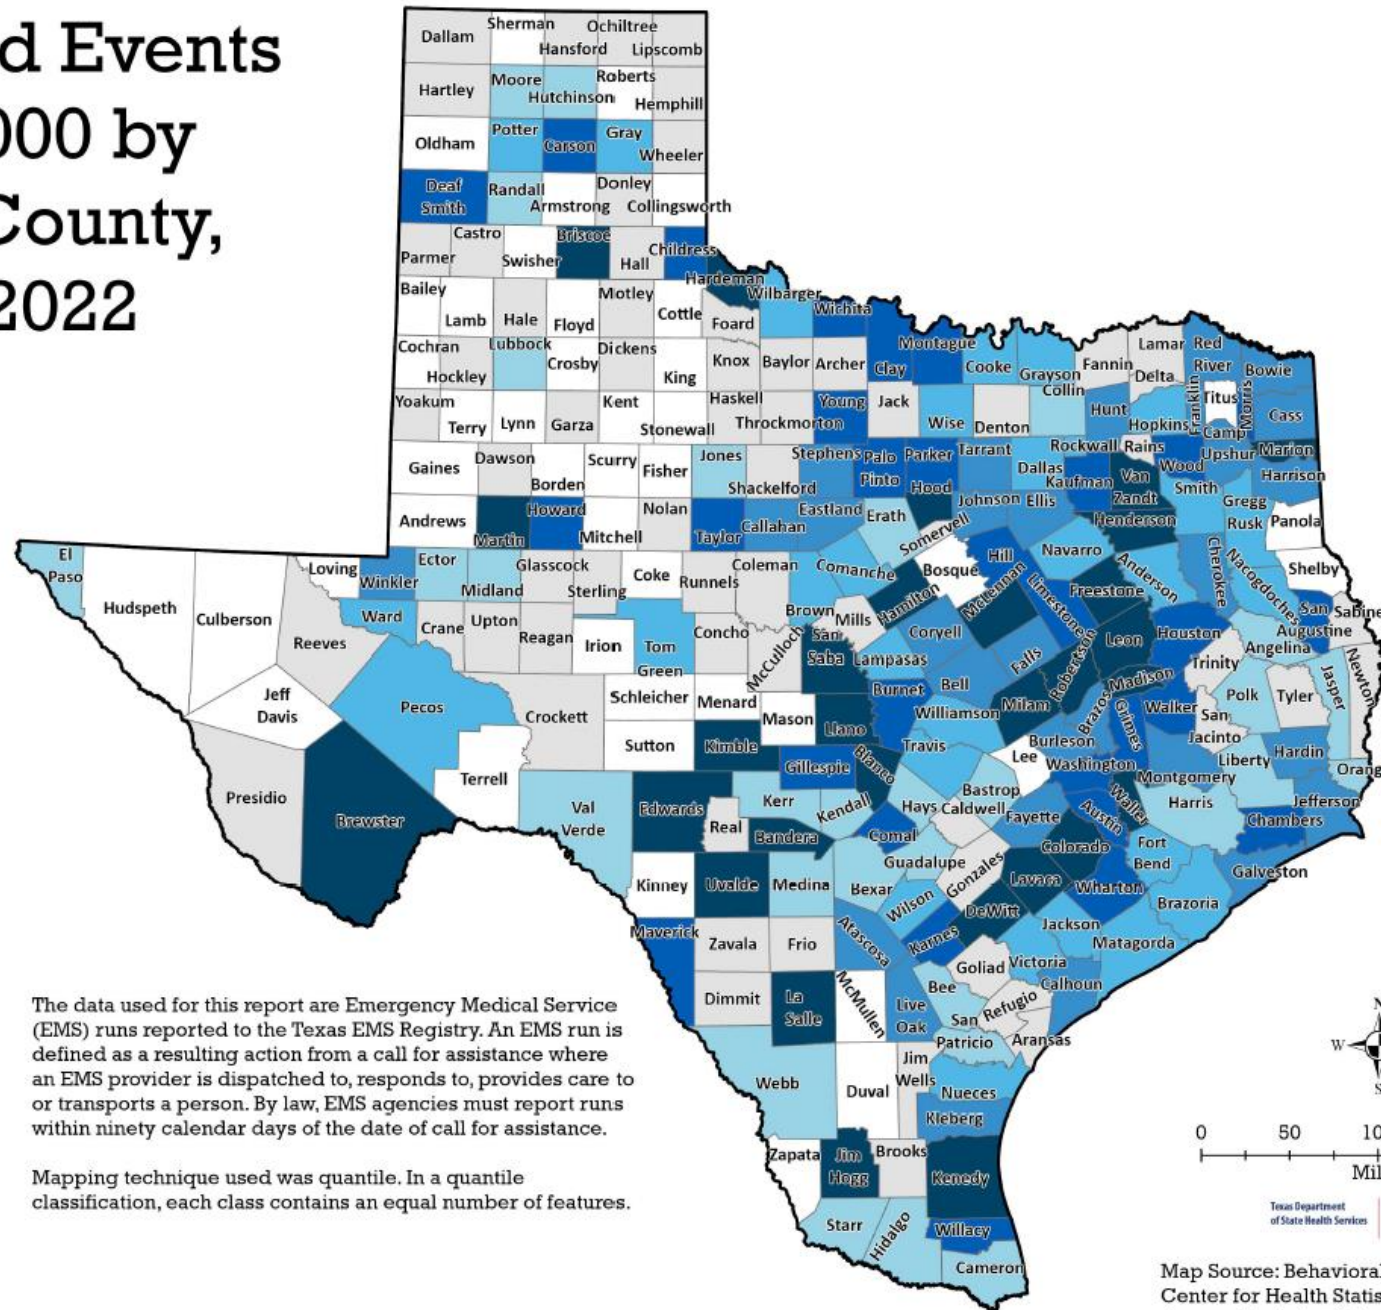 d Events
000 by
County,
2022
Sherman
Ochiltree
Dallam
Hansford
Lipscomb
Moore
Roberts
Hartley
Hutchinson
Hemphill
Oldham
Potter
Carson
Gray
Wheeler
Deaf
Smith
Randall
Armstrong
Donley
Collingsworth
Parmer
Castro
Swisher
Briscoe
Hall
Childress
Hardeman
Wilbarger
Wichita
Bailey
Lamb
Hale
Floyd
Motley
Cottle
Foard
Clay
Montague
Cooke
Grayson
Fannin
Lamar
Delta
Red
River
Bowie
Cochran
Hockley
Lubbock
Crosby
Dickens
King
Knox
Baylor
Archer
Yoakum
Terry
Lynn
Garza
Kent
Stonewall
Haskell
Throckmorton
Young
Jack
Wise
Denton
Collin
Hunt
Hopkins
Franklin
Titus
Morris
Camp
Cass
Gaines
Dawson
Borden
Scurry
Fisher
Jones
Shackelford
Stephens
Palo
Pinto
Parker
Hood
Tarrant
Dallas
Rockwall
Kaufman
Rains
Van
Zandt
Wood
Upshur
Marion
Harrison
Smith
Gregg
Rusk
Panola
Andrews
Martin
Howard
Mitchell
Nolan
Taylor
Callahan
Eastland
Erath
Somervell
Johnson
Ellis
Henderson
El
Paso
Hudspeth
Culberson
Loving
Winkler
Ector
Midland
Glasscock
Sterling
Coke
Runnels
Coleman
Brown
Comanche
Hamilton
Bosque
Hill
McLennan
Limestone
Navarro
Freestone
Anderson
Cherokee
Nacogdoches
Shelby
San
Augustine
Sabine
Reeves
Ward
Crane
Upton
Reagan
Irion
Tom
Green
Concho
McCulloch
San
Saba
Mills
Lampasas
Coryell
Bell
Falls
Robertson
Leon
Houston
Trinity
Angelina
Polk
Tyler
Jasper
Newton
Jeff
Davis
Pecos
Crockett
Schleicher
Menard
Mason
Llano
Burnet
Williamson
Milam
Brazos
Madison
Grimes
Walker
San
Jacinto
Liberty
Hardin
Orang
Presidio
Brewster
Terrell
Val
Verde
Sutton
Kimble
Gillespie
Blanco
Travis
Lee
Burleson
Washington
Montgomery
Edwards
Real
Kerr
Kendall
Bandera
Hays
Comal
Caldwell
Bastrop
Fayette
Austin
Waller
Harris
Chambers
Jefferson
Kinney
Uvalde
Medina
Bexar
Guadalupe
Gonzales
Lavaca
Colorado
Fort
Bend
Wharton
Brazoria
Galveston
Maverick
Zavala
Frio
Atascosa
Wilson
Karnes
DeWitt
Jackson
Matagorda
Goliad
Victoria
Calhoun
Dimmit
La
Salle
McMullen
Live
Oak
Bee
Refugio
San
Patricio
Aransas
Webb
Duval
Jim
Wells
Nueces
Kleberg
Zapata
Jim
Hogg
Brooks
Kenedy
Starr
Hidalgo
Willacy
Cameron
The data used for this report are Emergency Medical Service
(EMS) runs reported to the Texas EMS Registry. An EMS run is
defined as a resulting action from a call for assistance where
an EMS provider is dispatched to, responds to, provides care to
or transports a person. By law, EMS agencies must report runs
within ninety calendar days of the date of call for assistance.
Mapping technique used was quantile. In a quantile
classification, each class contains an equal number of features.
W
0 50 10
Mil
Texas Department
of State Health Services
Map Source: Behavioral
Center for Health Statis